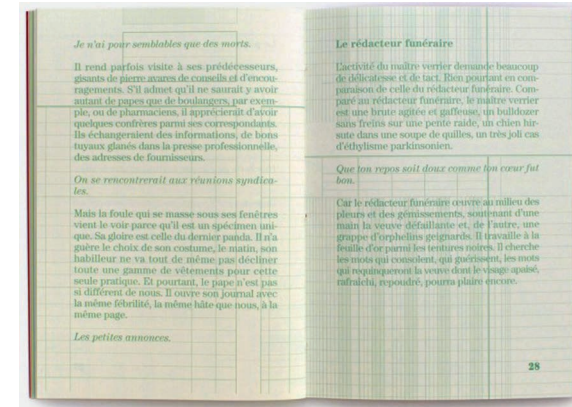 Je n'ai pour semblables que des morts.
Il rend parfois visite à ses prédécesseurs,
gisants de pierre avares de conseils et d'encou-
ragements. S'il admet qu'il ne saurait y avoir
autant de papes que de boulangers, par exem-
ple, ou de pharmaciens, il apprécierait d'avoir
quelques confrères parmi ses correspondants.
Ils échangeraient des informations, de bons
tuyaux glanés dans la presse professionnelle,
des adresses de fournisseurs.
On se rencontrerait aux réunions syndica-
les.
Mais la foule qui se masse sous ses fenêtres
vient le voir parce qu'il est un spécimen uni-
que. Sa gloire est celle du dernier panda. Il n'a
guère le choix de son costume, le matin, son
habilleur ne va tout de même pas décliner
toute une gamme de vêtements pour cette
seule pratique. Et pourtant, le pape n'est pas
si différent de nous. Il ouvre son journal avec
la même fébrilité, la même hâte que nous, à la
même page.
Les petites annonces.
Le rédacteur funéraire
L'activité du maître verrier demande beaucoup
de délicatesse et de tact. Rien pourtant en com-
paraison de celle du rédacteur funéraire. Com-
paré au rédacteur funéraire, le maître verrier
est une brute agitée et gaffeuse, un bulldozer
sans freins sur une pente raide, un chien hir-
sute dans une soupe de quilles, un très joli cas
d'éthylisme parkinsonien.
Que ton repos soit doux comme ton cœur fut
bon.
Car le rédacteur funéraire œuvre au milieu des
pleurs et des gémissements, soutenant d'une
main la veuve défaillante et, de l'autre, une
grappe d'orphelins geignards. Il travaille à la
feuille d'or parmi les tentures noires. Il cherche
les mots qui consolent, qui guérissent, les mots
qui requinqueront la veuve dont le visage apaisé,
rafraîchi, repoudré, pourra plaire encore.
28